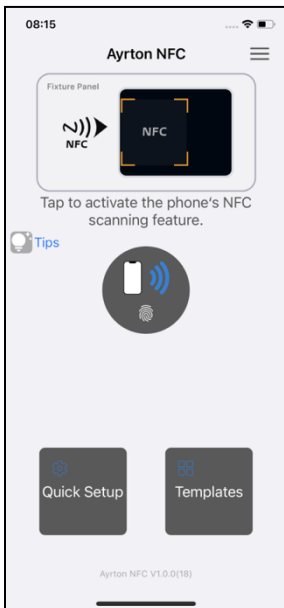 08:15
Ayrton NFC
Fixture Panel
NFC
NFC
Tap to activate the phone's NFC
scanning feature.
Tips
Quick Setup
Templates
Ayrton NFC V1.0.0(18)